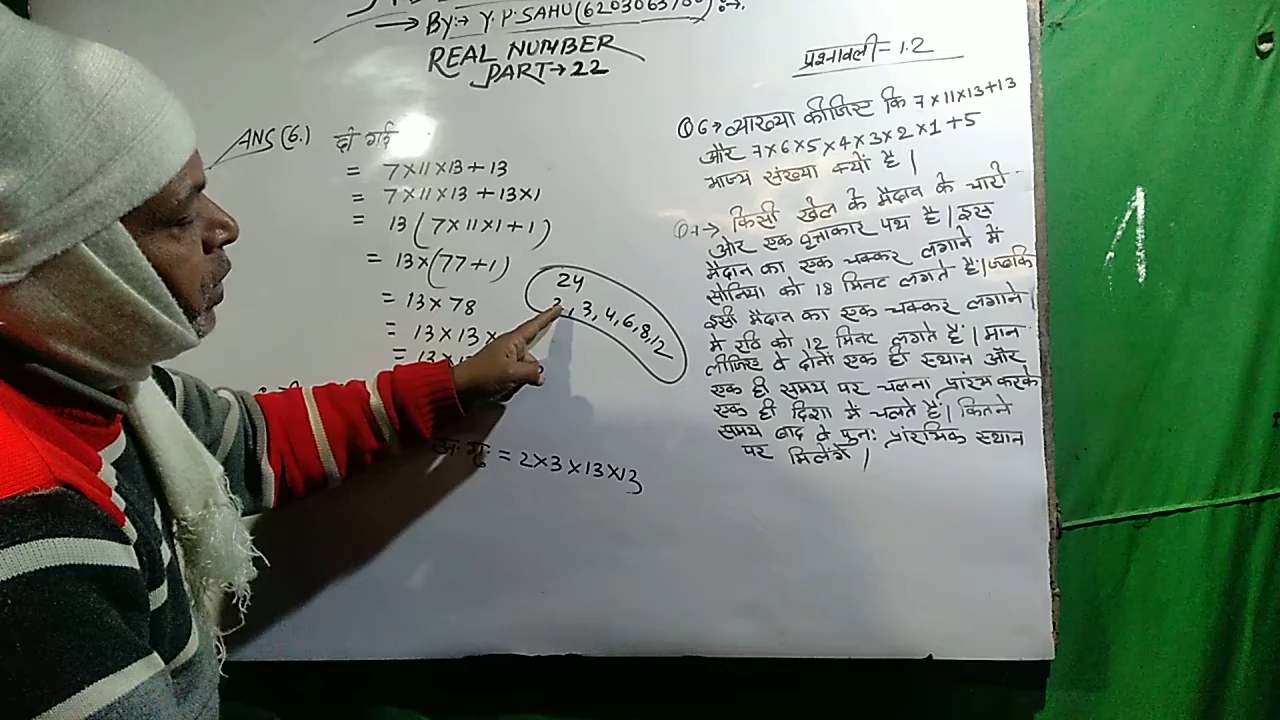 By:→ Y.P.SAHU
REAL NUMBER
PART→22
ANS (6.) दी गई
= 7×11×13+13
= 7×11×13 +13×1
= 13(7×11×1+1)
= 13×(77+1)
= 13×78
= 13×13×
= 13×1
24
2, 3, 4, 6, 8, 12
= 2×3×13×13
प्रश्नावली=1.2
Q6→ व्याख्या कीजिए कि 7×11×13+13
और 7×6×5×4×3×2×1+5
भाज्य संख्या क्यों है |
किसी खेल के मैदान के चारो
ओर एक वृत्ताकार पथ है | इस
मैदान का एक चक्कर लगाने में
सोनिया को 18 मिनट लगते है | जबकि
इसी मैदान का एक चक्कर लगाने
में रवि को 12 मिनट लगते हैं | मान
लीजिए वे दोनों एक ही स्थान और
एक ही समय पर चलना प्रारंभ करके
एक ही दिशा में चलते हैं | कितने
समय बाद वे पुनः प्रारंभिक स्थान
पर मिलेंगे |
1